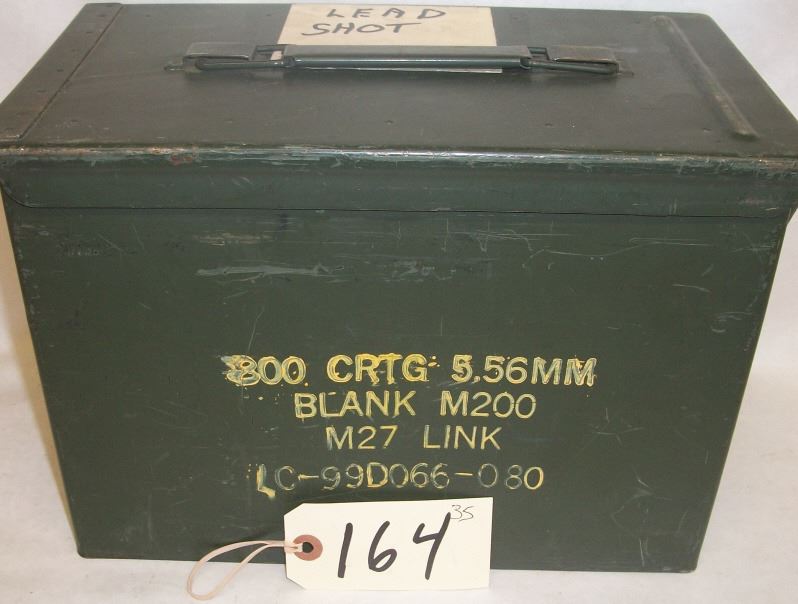 LEAD
SHOT
800 CRTG 5.56MM
BLANK M200
M27 LINK
LC-99D066-080
35
164